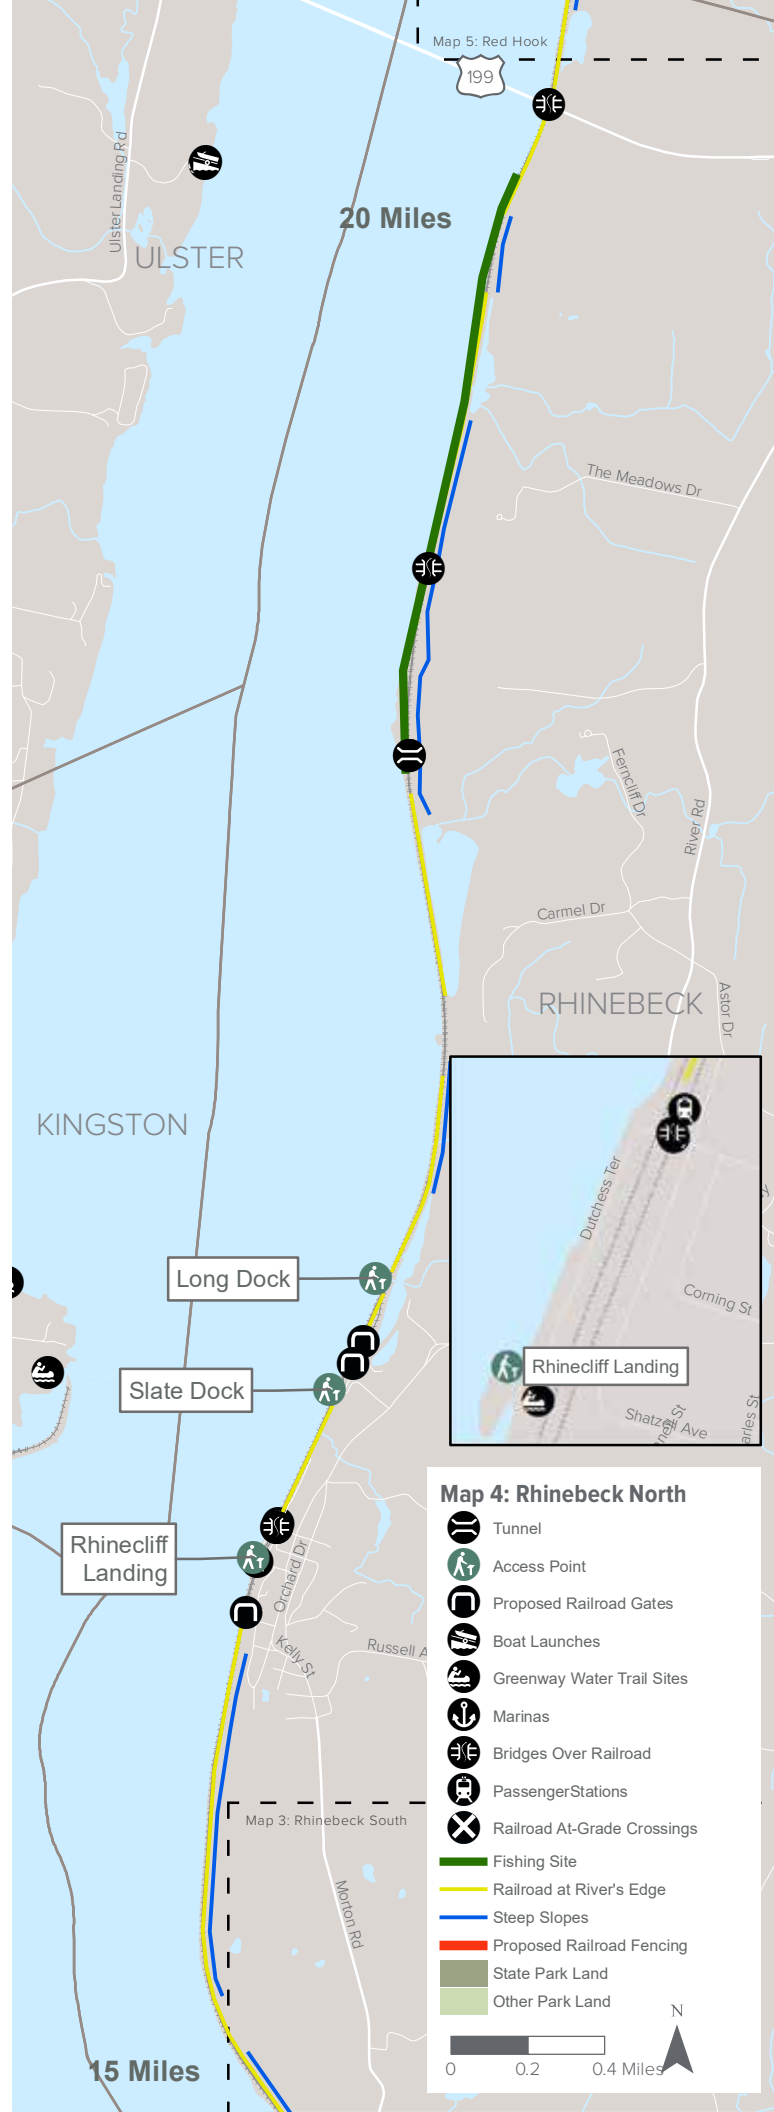 Map 5: Red Hook
199
Ulster Landing Rd
20 Miles
ULSTER
The Meadows Dr
Ferncliff Dr
River Rd
Carmel Dr
RHINEBECK
Astor Dr
KINGSTON
Dutchess Ter
Long Dock
Corning St
Rhinecliff Landing
Slate Dock
Shatzell Ave
Map 4: Rhinebeck North
Tunnel
Rhinecliff
Landing
Orchard Dr
Access Point
Proposed Railroad Gates
Kelly St
Russell A
Boat Launches
Greenway Water Trail Sites
Marinas
Bridges Over Railroad
PassengerStations
Map 3: Rhinebeck South
Railroad At-Grade Crossings
Fishing Site
Railroad at River's Edge
Morton Rd
Steep Slopes
Proposed Railroad Fencing
State Park Land
Other Park Land
N
15 Miles
0 0.2 0.4 Miles